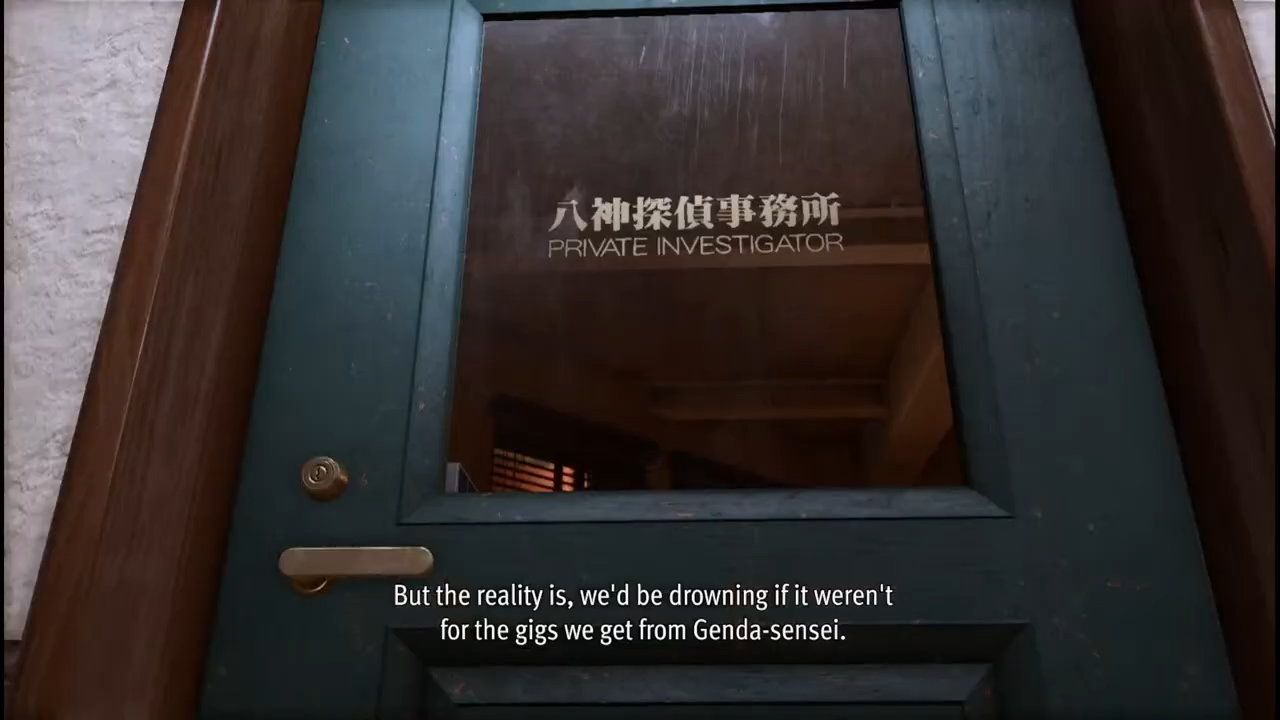 八神探偵事務所
PRIVATE INVESTIGATOR
But the reality is, we'd be drowning if it weren't
for the gigs we get from Genda-sensei.